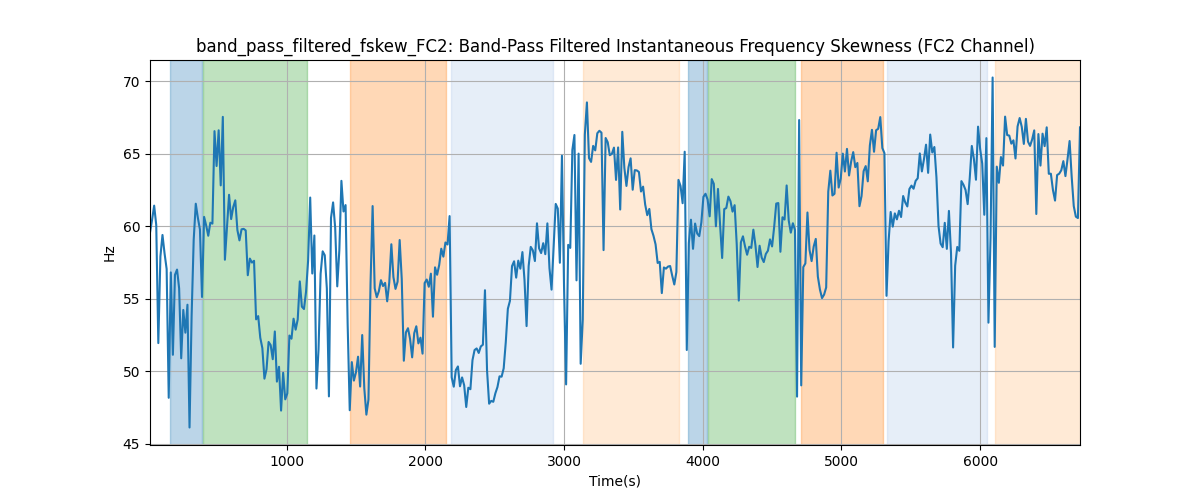 band_pass_filtered_fskew_FC2: Band-Pass Filtered Instantaneous Frequency Skewness (FC2 Channel)
70
65
60
55
50
45
Hz
1000 2000 3000 4000 5000 6000
Time(s)